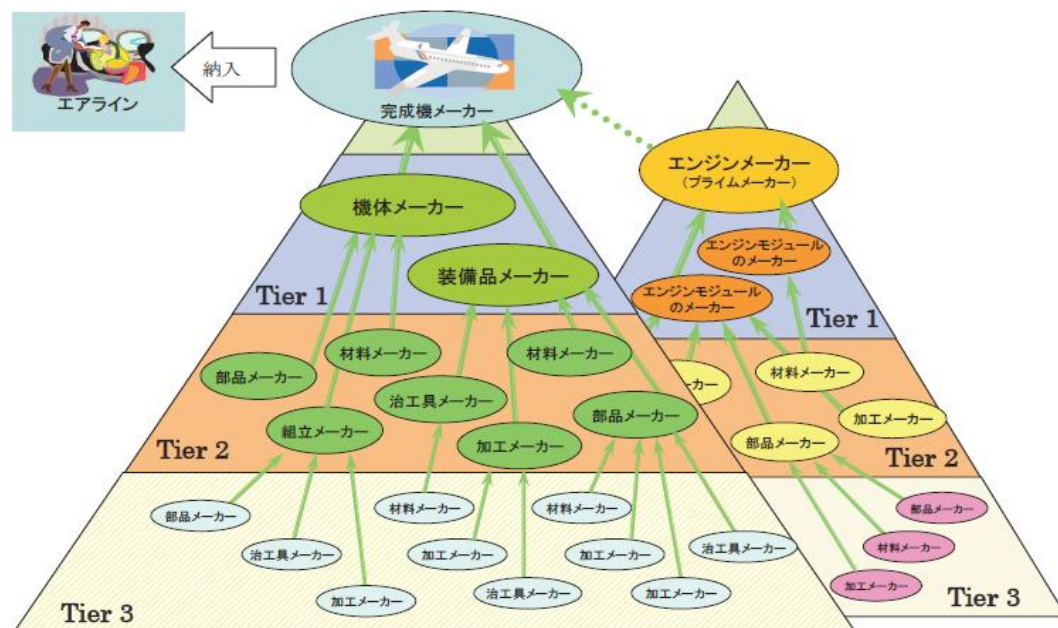 納入
エアライン
完成機メーカー
エンジンメーカー
(プライムメーカー)
機体メーカー
エンジンモジュール
のメーカー
装備品メーカー
エンジンモジュール
のメーカー
Tier 1
Tier 1
材料メーカー
材料メーカー
部品メーカー
治工具メーカー
組立メーカー
加工メーカー
部品メーカー
Tier 2
ーカー
材料メーカー
加工メーカー
部品メーカー
Tier 2
部品メーカー
材料メーカー
材料メーカー
治工具メーカー
加工メーカー
加工メーカー
治工具メーカー
加工メーカー
治工具メーカー
加工メーカー
Tier 3
部品メーカー
材料メーカー
加工メーカー
Tier 3